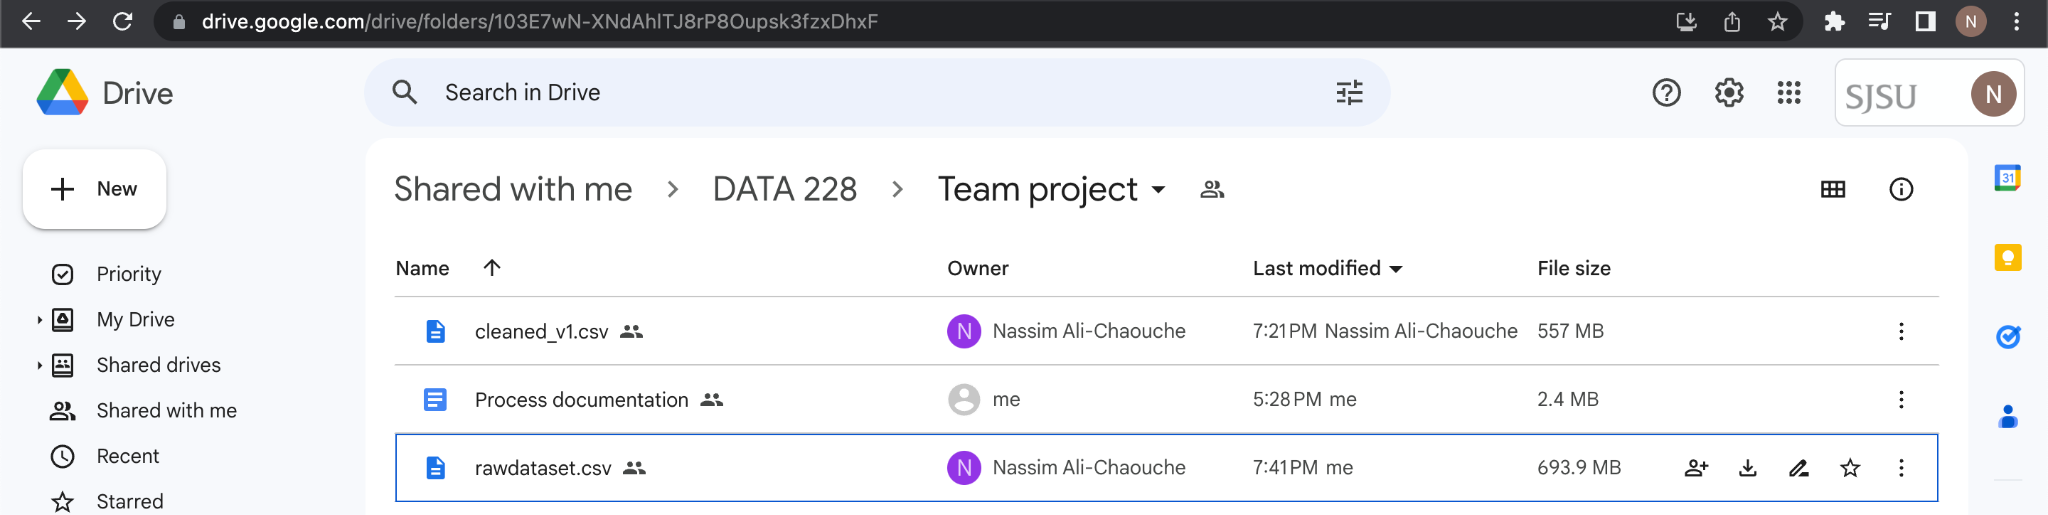 drive.google.com/drive/folders/103E7wN-XNdAhlTJ8rP8Oupsk3fzxDhxF
N
Drive
Search in Drive
SJSU
N
New
Shared with me > DATA 228 > Team project
31
Name Owner Last modified File size
Priority
My Drive
Shared drives
Shared with me
Recent
Starred
cleaned_v1.csv N Nassim Ali-Chaouche 7:21 PM Nassim Ali-Chaouche 557 MB
Process documentation me 5:28 PM me 2.4 MB
rawdataset.csv N Nassim Ali-Chaouche 7:41 PM me 693.9 MB